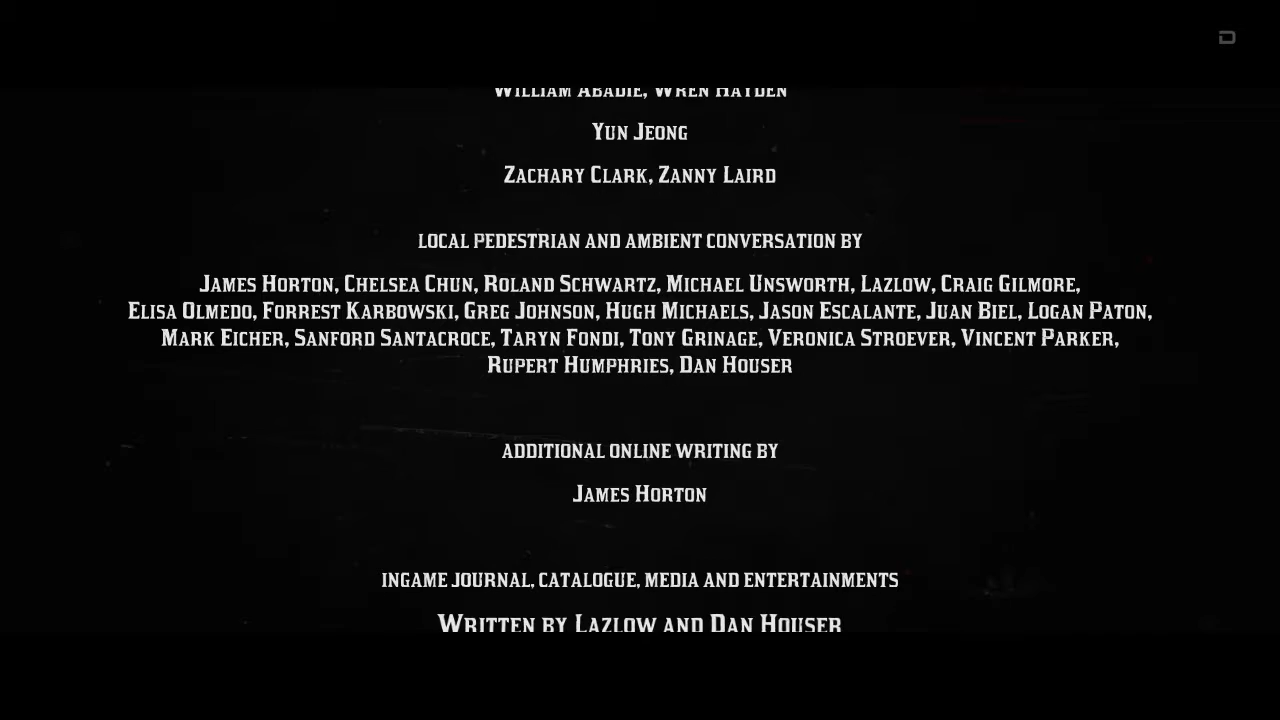 William Abadie, Wren Hayden
Yun Jeong
Zachary Clark, Zanny Laird
LOCAL PEDESTRIAN AND AMBIENT CONVERSATION BY
James Horton, Chelsea Chun, Roland Schwartz, Michael Unsworth, Lazlow, Craig Gilmore,
Elisa Olmedo, Forrest Karbowski, Greg Johnson, Hugh Michaels, Jason Escalante, Juan Biel, Logan Paton,
Mark Eicher, Sanford Santacroce, Taryn Fondi, Tony Grinage, Veronica Stroever, Vincent Parker,
Rupert Humphries, Dan Houser
ADDITIONAL ONLINE WRITING BY
James Horton
INGAME JOURNAL, CATALOGUE, MEDIA AND ENTERTAINMENTS
Written by Lazlow and Dan Houser